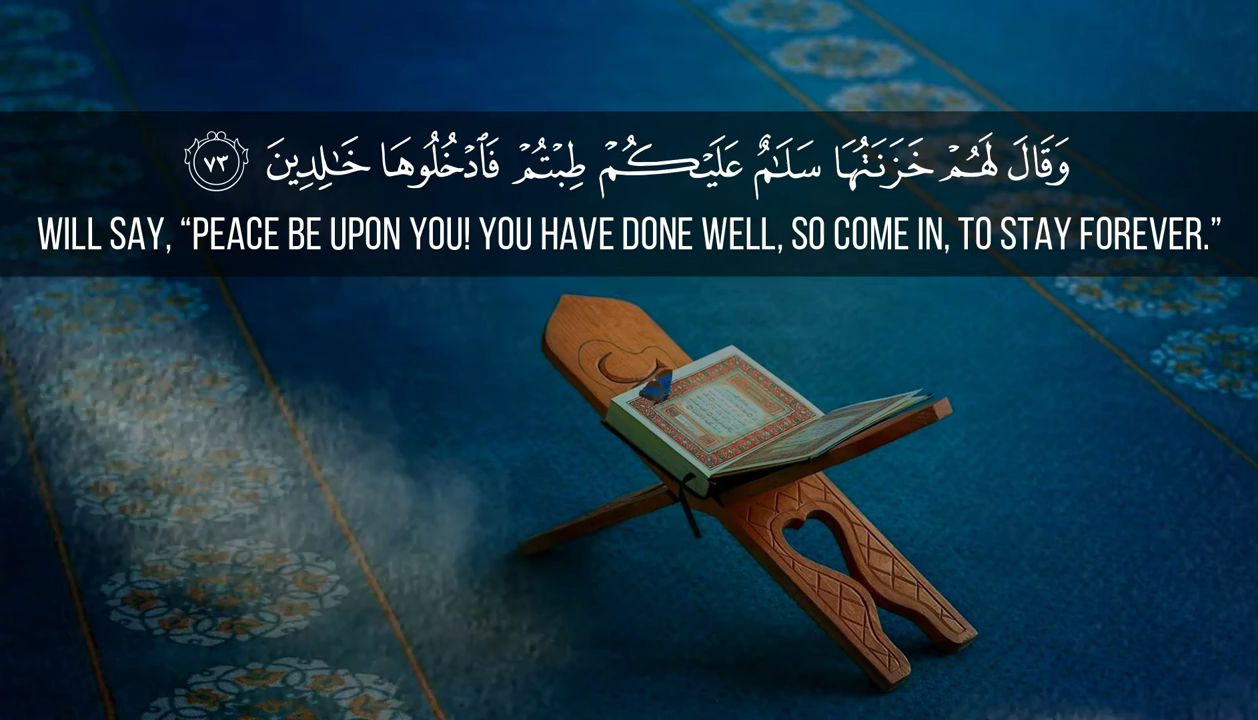 وَقَالَ لَهُمْ خَزَنَتُهَا سَلَـٰمٌ عَلَيْكُمْ طِبْتُمْ فَٱدْخُلُوهَا خَـٰلِدِينَ ٧٣
WILL SAY, “PEACE BE UPON YOU! YOU HAVE DONE WELL, SO COME IN, TO STAY FOREVER.”